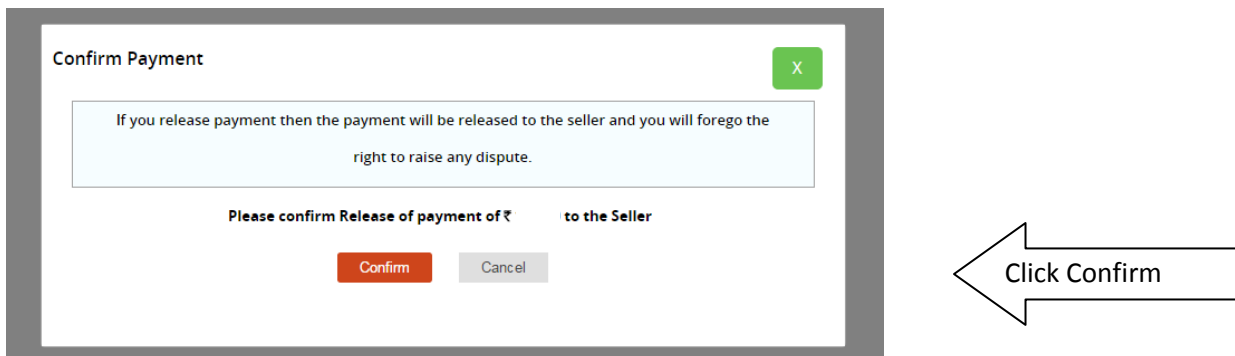 Confirm Payment
X
If you release payment then the payment will be released to the seller and you will forego the
right to raise any dispute.
Please confirm Release of payment of ₹ to the Seller
Confirm Cancel
Click Confirm